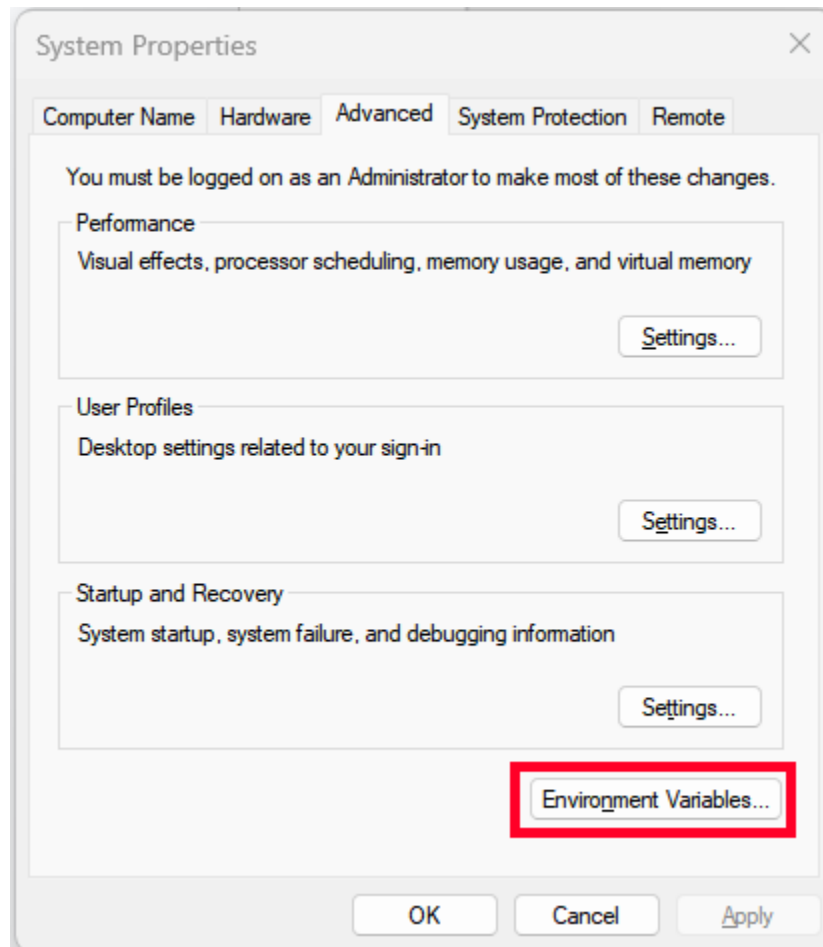 System Properties
Computer Name Hardware Advanced System Protection Remote
You must be logged on as an Administrator to make most of these changes.
Performance
Visual effects, processor scheduling, memory usage, and virtual memory
Settings...
User Profiles
Desktop settings related to your sign-in
Settings...
Startup and Recovery
System startup, system failure, and debugging information
Settings...
Environment Variables...
OK Cancel Apply